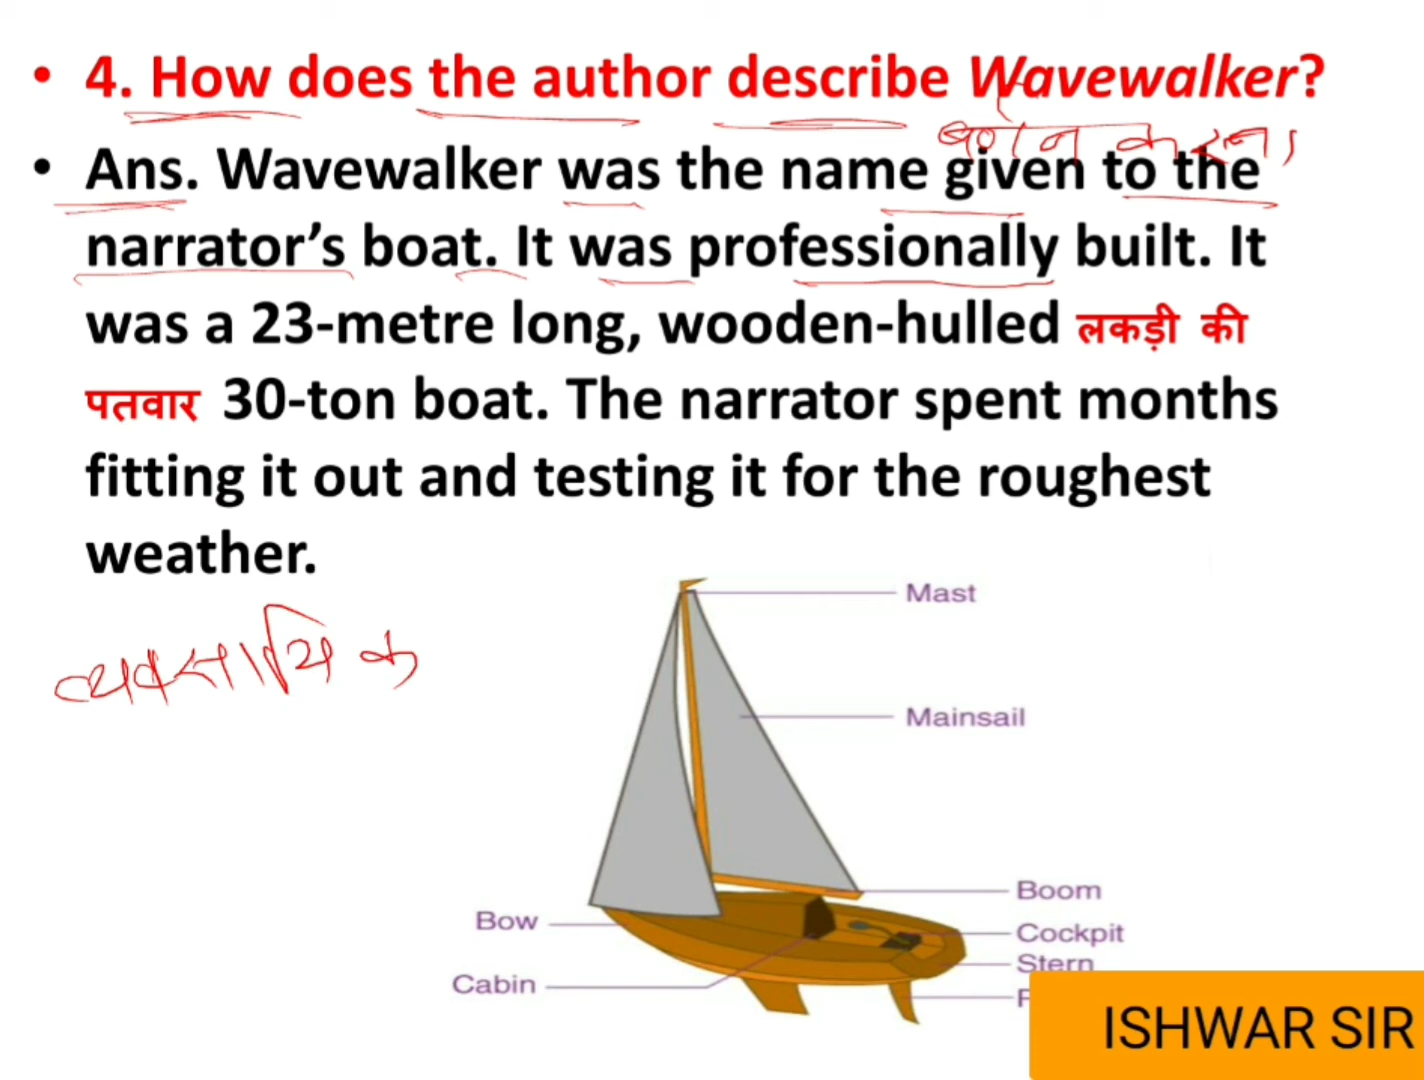 • 4. How does the author describe Wavewalker?
वर्णन करना।
• Ans. Wavewalker was the name given to the
narrator’s boat. It was professionally built. It
was a 23-metre long, wooden-hulled लकड़ी की
पतवार 30-ton boat. The narrator spent months
fitting it out and testing it for the roughest
weather.
व्यवसायिक
Mast
Mainsail
Boom
Bow
Cockpit
Stern
Cabin
ISHWAR SIR